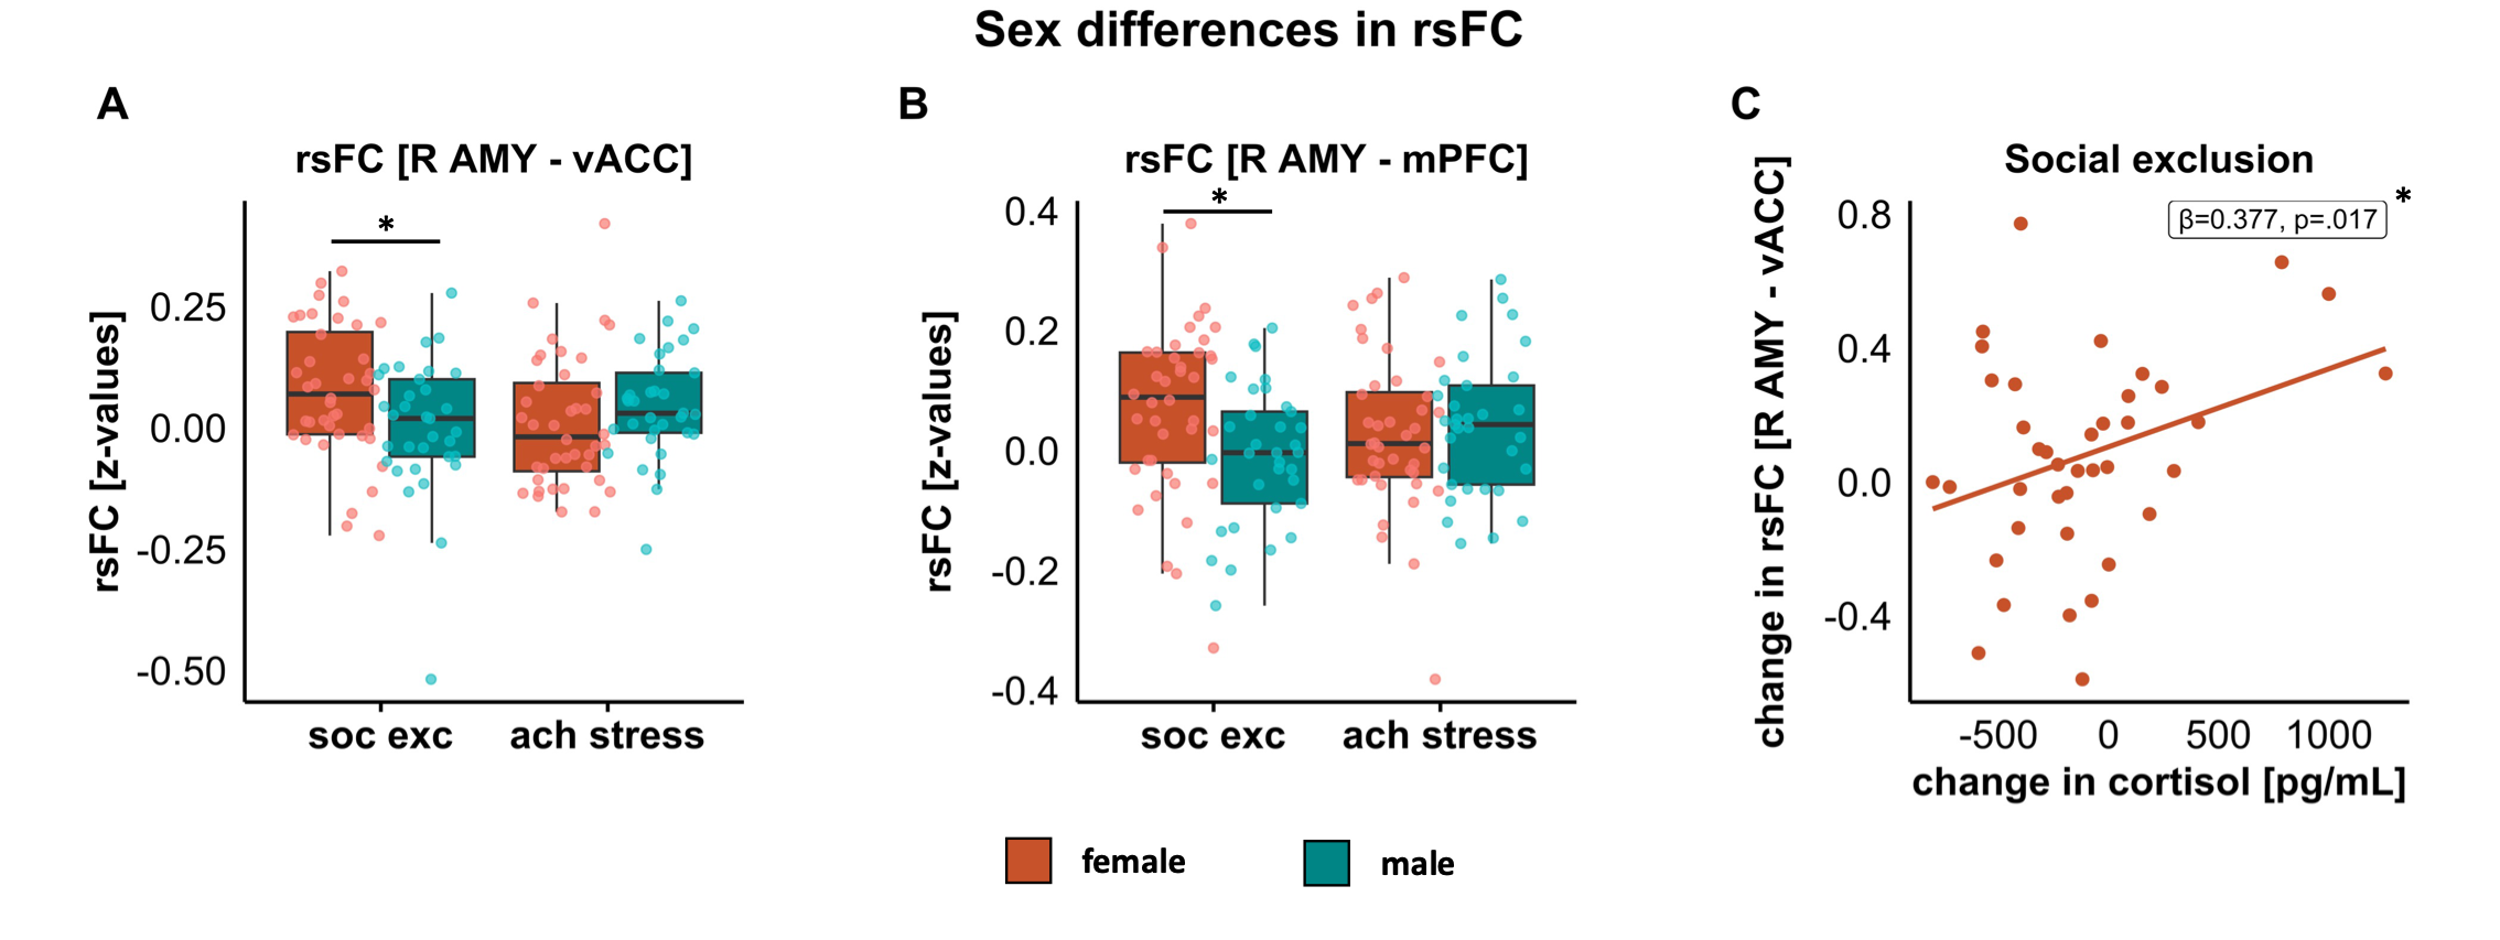 Sex differences in rsFC
A
rsFC [R AMY - vACC]
*
rsFC [z-values]
0.25
0.00
-0.25
-0.50
soc exc
ach stress
B
rsFC [R AMY - mPFC]
*
rsFC [z-values]
0.4
0.2
0.0
-0.2
-0.4
soc exc
ach stress
C
Social exclusion
*
β=0.377, p=.017
change in rsFC [R AMY - vACC]
0.8
0.4
0.0
-0.4
-500
0
500
1000
change in cortisol [pg/mL]
female
male